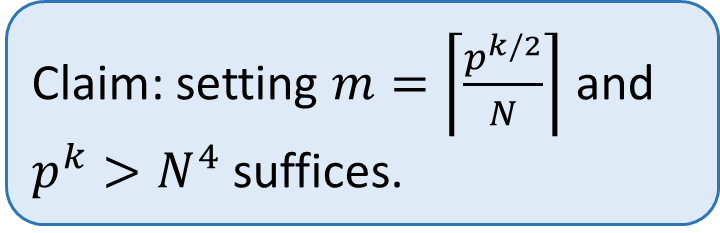 Claim: setting m = ⌈p^{k/2}/N⌉ and
p^k > N^4 suffices.